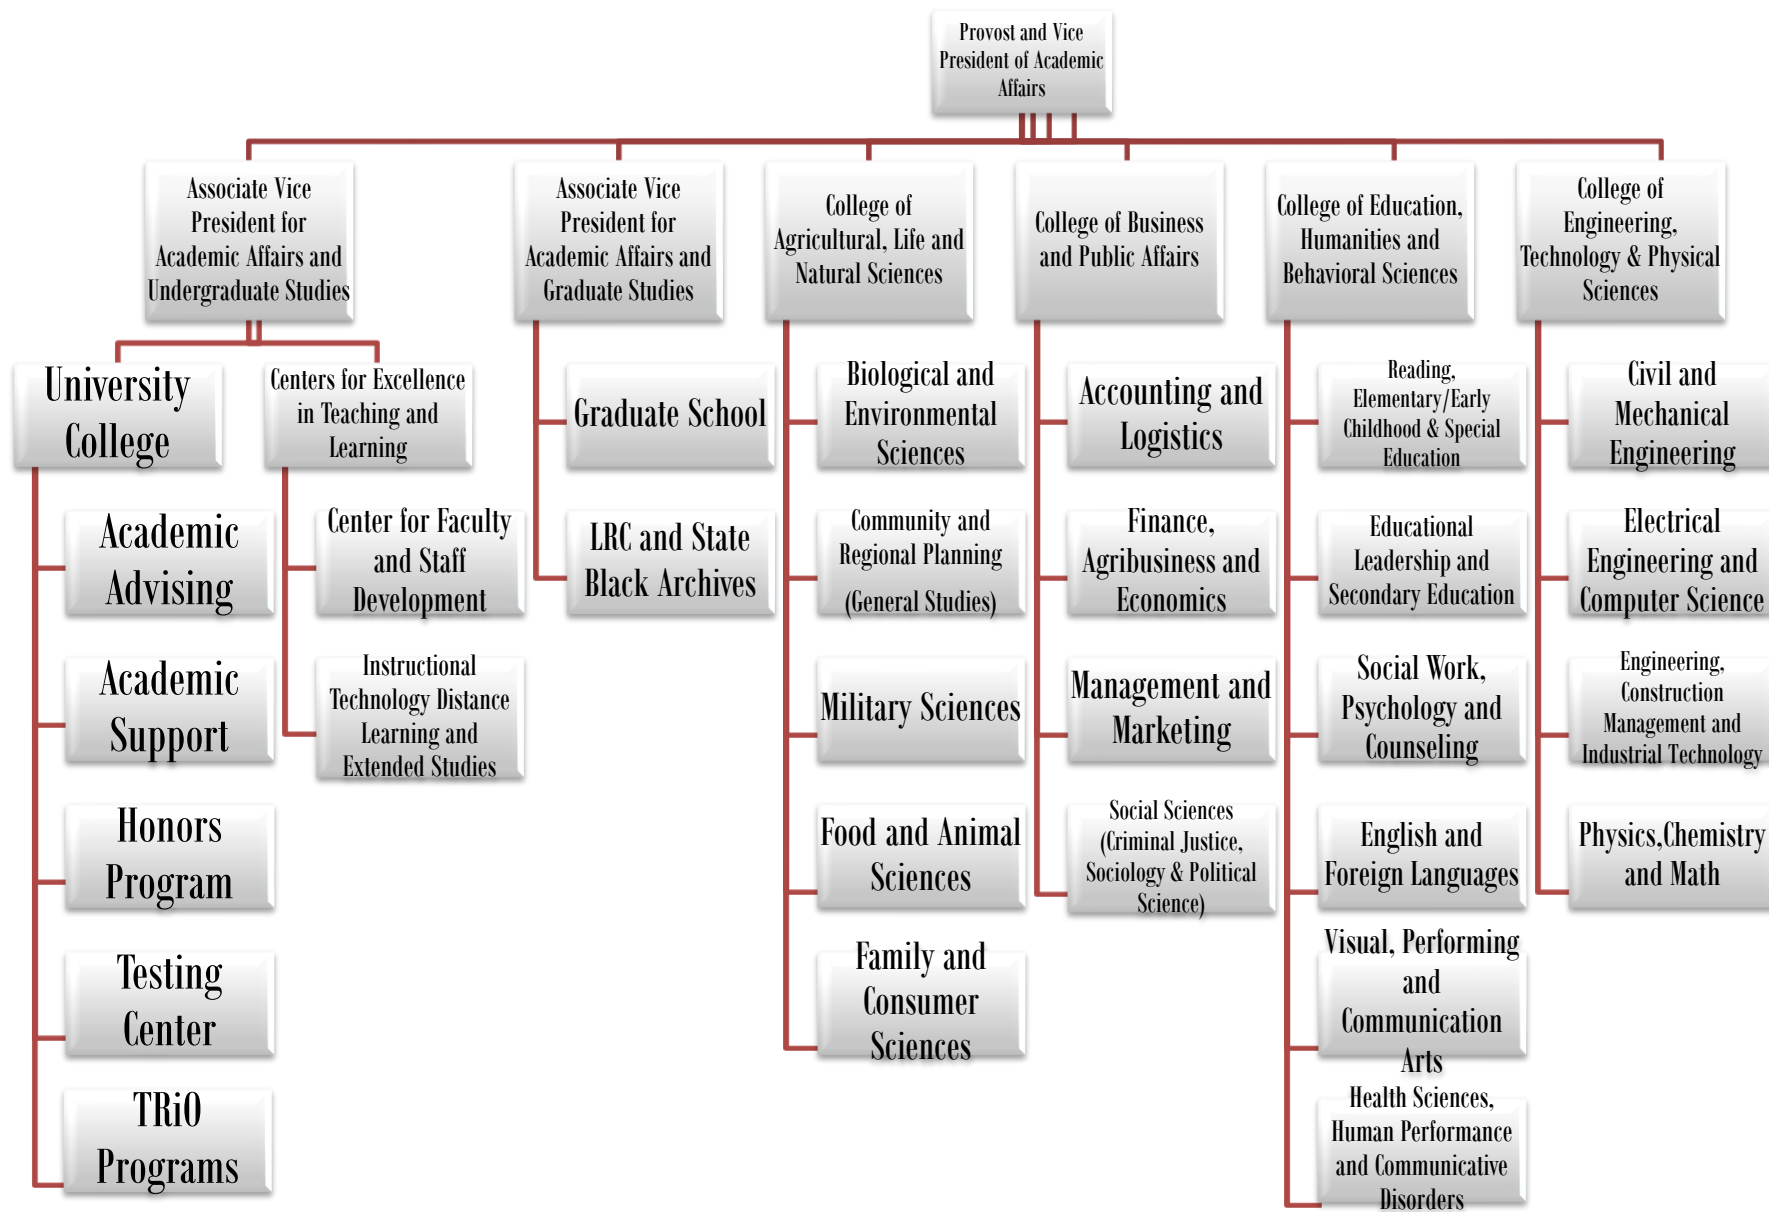 Provost and Vice
President of Academic
Affairs
Associate Vice
President for
Academic Affairs and
Undergraduate Studies
Associate Vice
President for
Academic Affairs and
Graduate Studies
College of
Agricultural, Life and
Natural Sciences
College of Business
and Public Affairs
College of Education,
Humanities and
Behavioral Sciences
College of
Engineering,
Technology & Physical
Sciences
University
College
Academic
Advising
Academic
Support
Honors
Program
Testing
Center
TRiO
Programs
Centers for Excellence
in Teaching and
Learning
Center for Faculty
and Staff
Development
Instructional
Technology Distance
Learning and
Extended Studies
Graduate School
LRC and State
Black Archives
Biological and
Environmental
Sciences
Community and
Regional Planning
(General Studies)
Military Sciences
Food and Animal
Sciences
Family and
Consumer
Sciences
Accounting and
Logistics
Finance,
Agribusiness and
Economics
Management and
Marketing
Social Sciences
(Criminal Justice,
Sociology & Political
Science)
Reading,
Elementary/Early
Childhood & Special
Education
Educational
Leadership and
Secondary Education
Social Work,
Psychology and
Counseling
English and
Foreign Languages
Visual, Performing
and
Communication
Arts
Health Sciences,
Human Performance
and Communicative
Disorders
Civil and
Mechanical
Engineering
Electrical
Engineering and
Computer Science
Engineering,
Construction
Management and
Industrial Technology
Physics,Chemistry
and Math